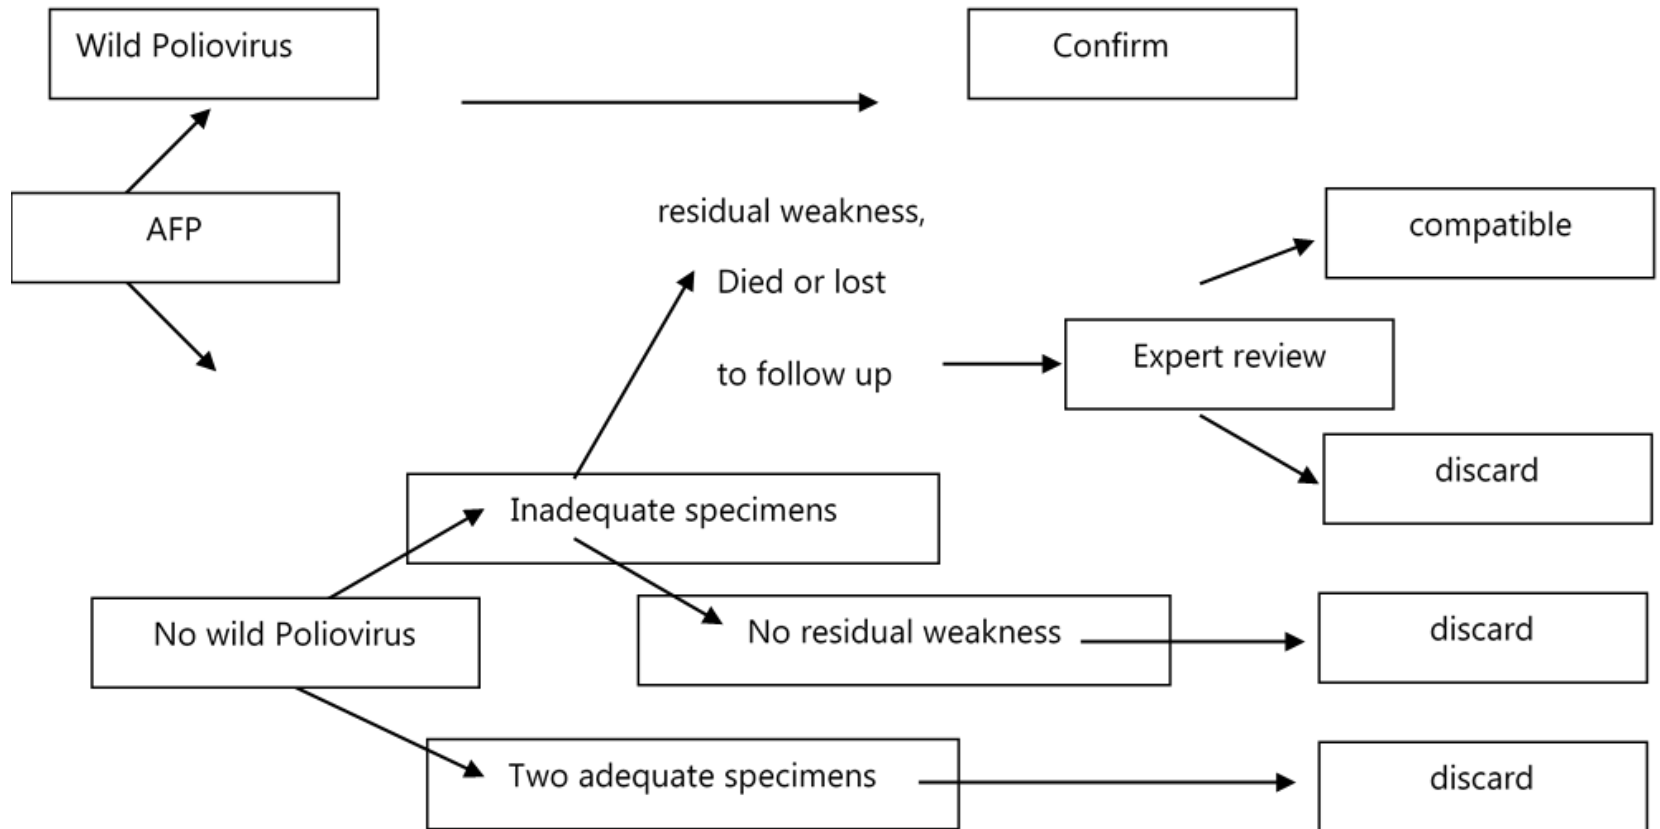 Wild Poliovirus
Confirm
AFP
residual weakness,
Died or lost
to follow up
compatible
Expert review
discard
Inadequate specimens
No wild Poliovirus
No residual weakness
discard
Two adequate specimens
discard